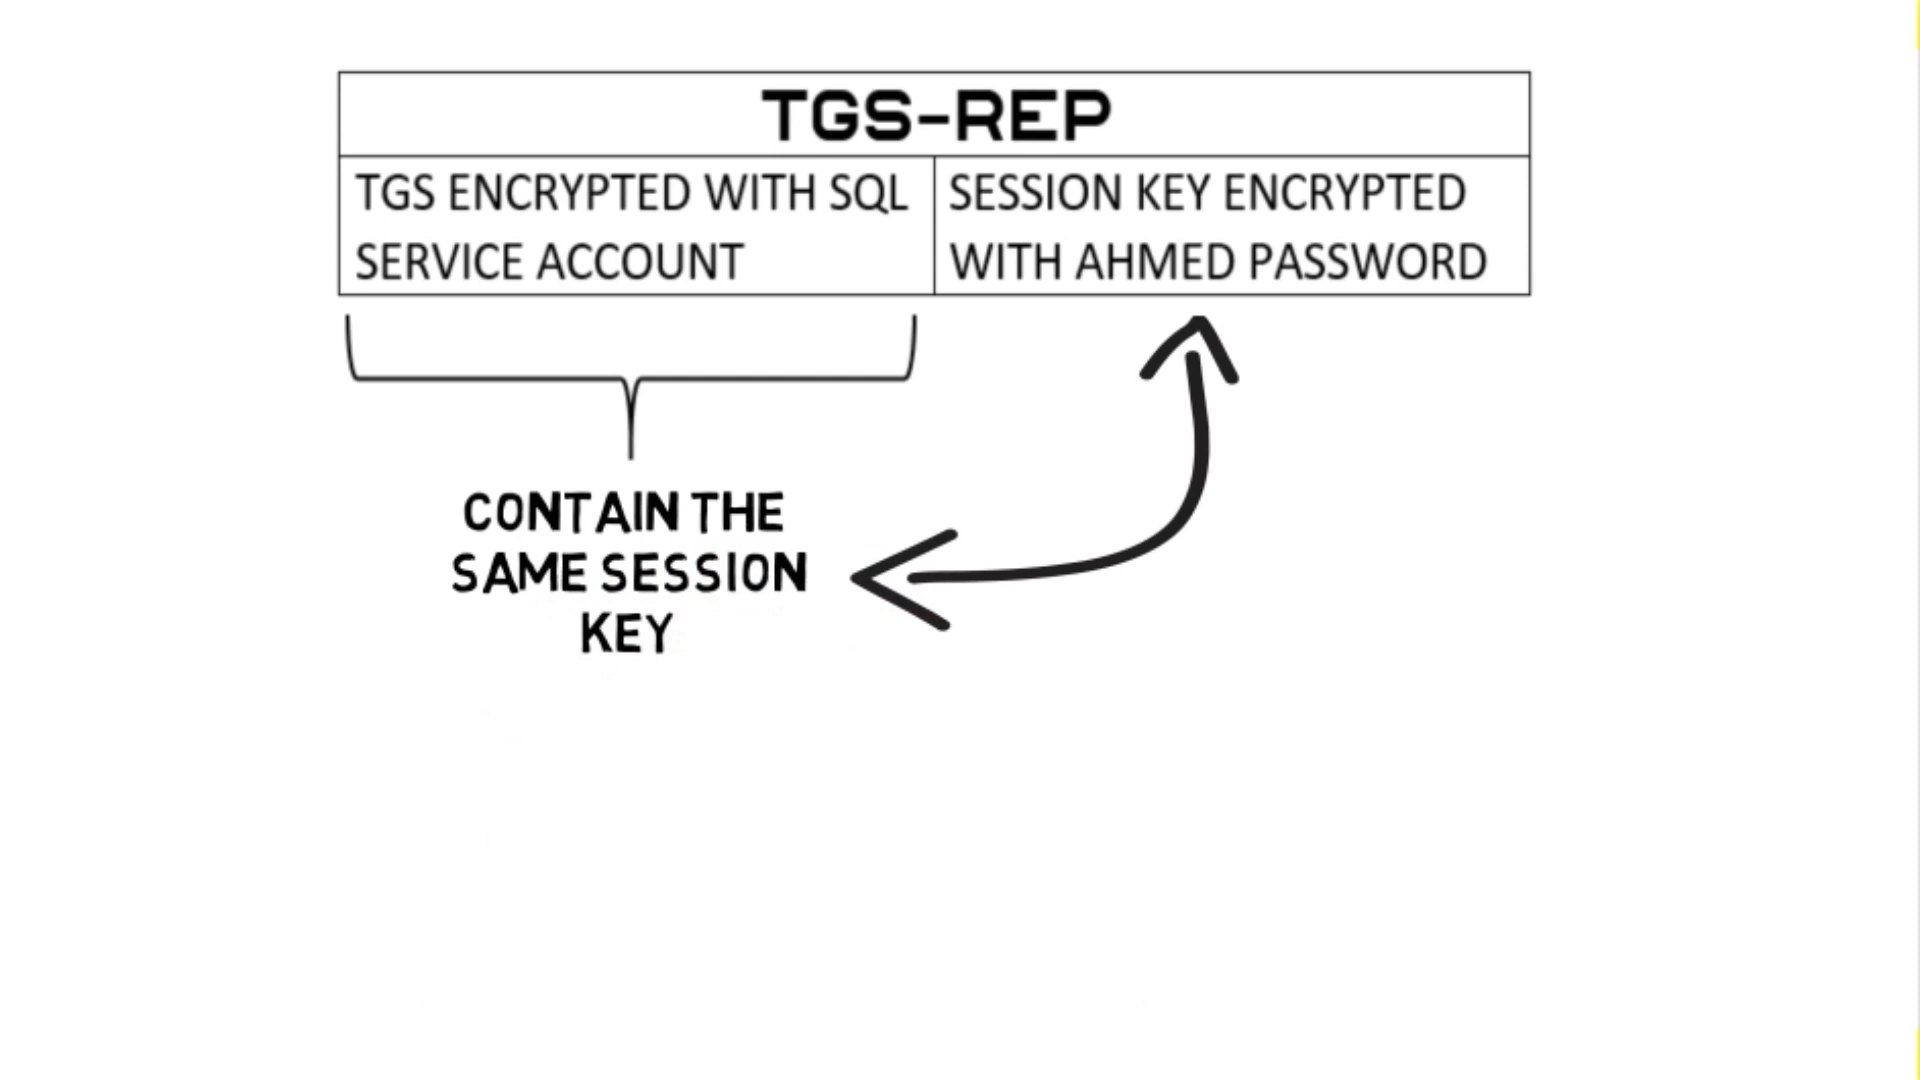 TGS-REP
TGS ENCRYPTED WITH SQL
SERVICE ACCOUNT
SESSION KEY ENCRYPTED
WITH AHMED PASSWORD
CONTAIN THE
SAME SESSION
KEY